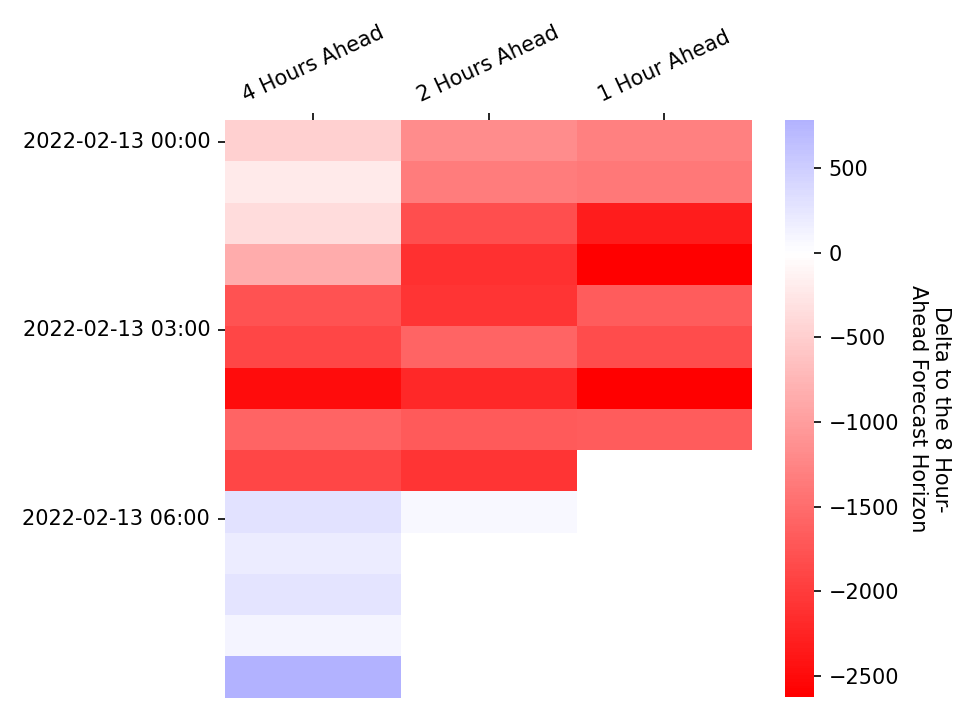 4 Hours Ahead
2 Hours Ahead
1 Hour Ahead
2022-02-13 00:00
2022-02-13 03:00
2022-02-13 06:00
500
0
−500
−1000
−1500
−2000
−2500
Delta to the 8 Hour-
Ahead Forecast Horizon